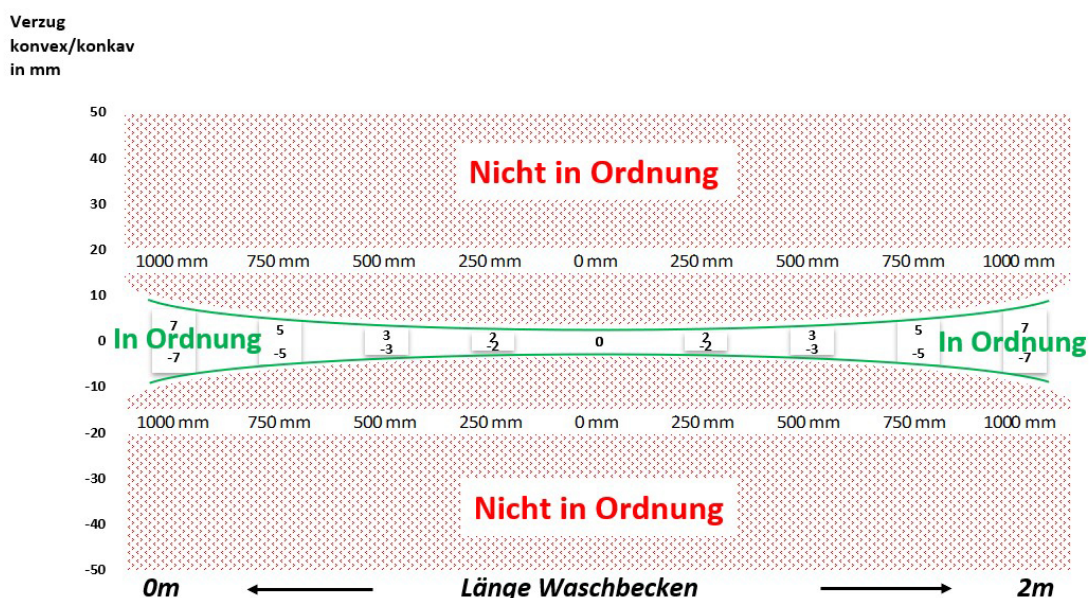 Verzug
konvex/konkav
in mm
50
40
Nicht in Ordnung
30
20
1000 mm 750 mm 500 mm 250 mm 0 mm 250 mm 500 mm 750 mm 1000 mm
10
7 5 3 2 0 2 3 5 7
0 In Ordnung In Ordnung
-7 -5 -3 -2 -2 -3 -5 -7
-10
1000 mm 750 mm 500 mm 250 mm 0 mm 250 mm 500 mm 750 mm 1000 mm
-20
-30
Nicht in Ordnung
-40
-50
0m Länge Waschbecken 2m